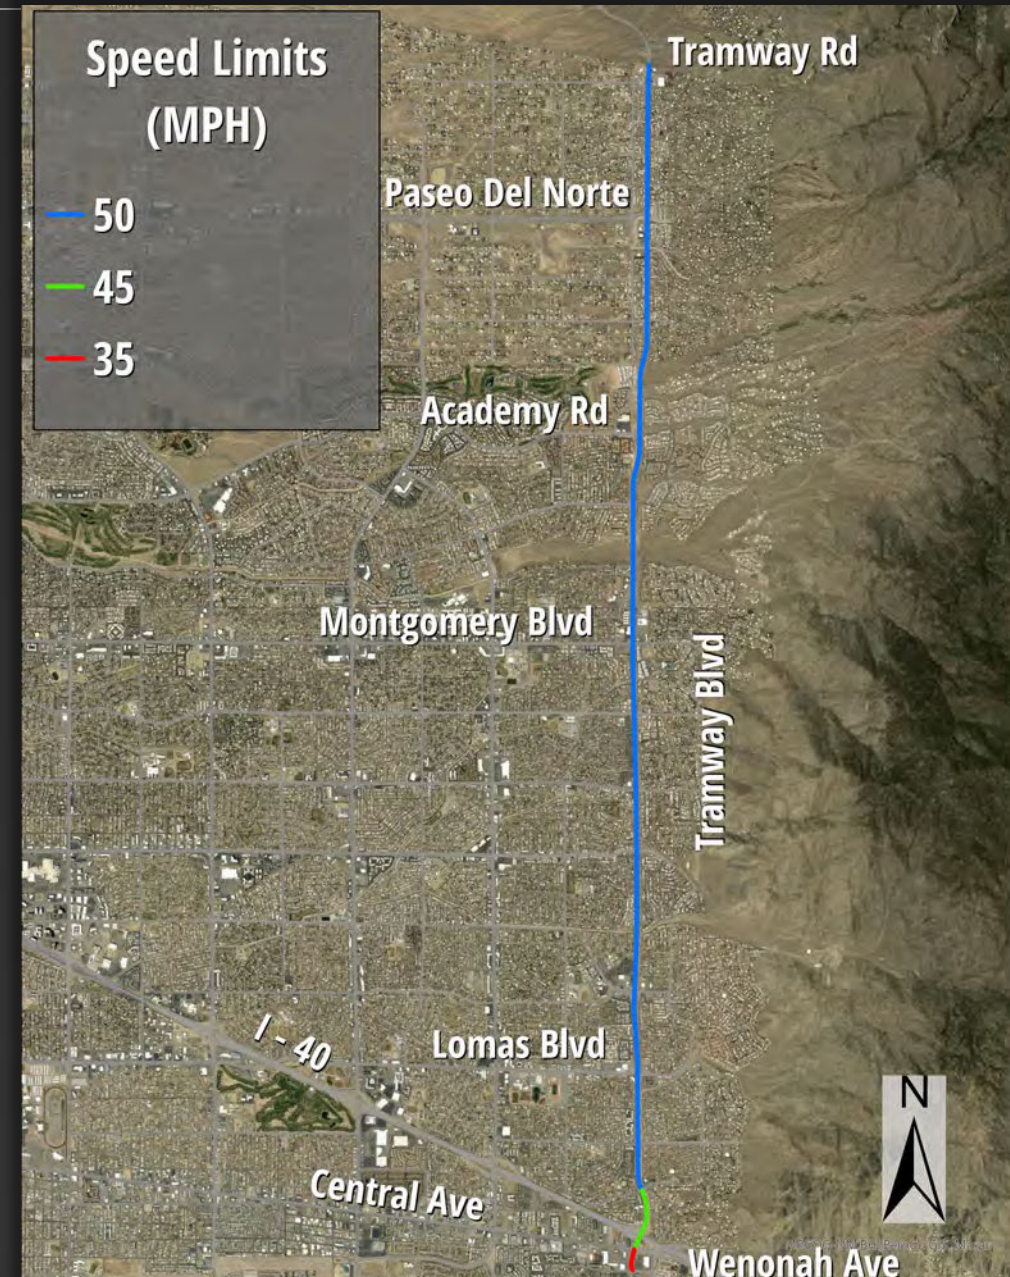 Speed Limits
(MPH)
50
45
35
Tramway Rd
Paseo Del Norte
Academy Rd
Montgomery Blvd
Tramway Blvd
I - 40
Lomas Blvd
N
Central Ave
Wenonah Ave